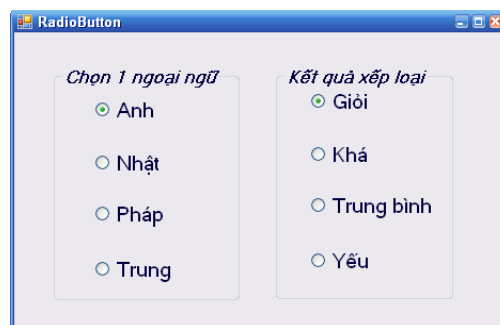 RadioButton
Chọn 1 ngoại ngữ
Anh
Nhật
Pháp
Trung
Kết quả xếp loại
Giỏi
Khá
Trung bình
Yếu